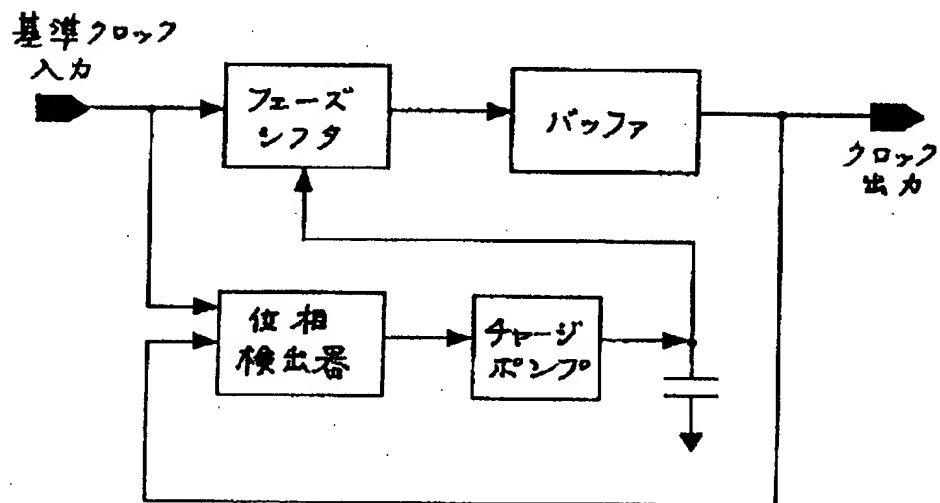 基準クロック
入力
フェーズ
シフタ
バッファ
クロック
出力
位相
検出器
チャージ
ポンプ